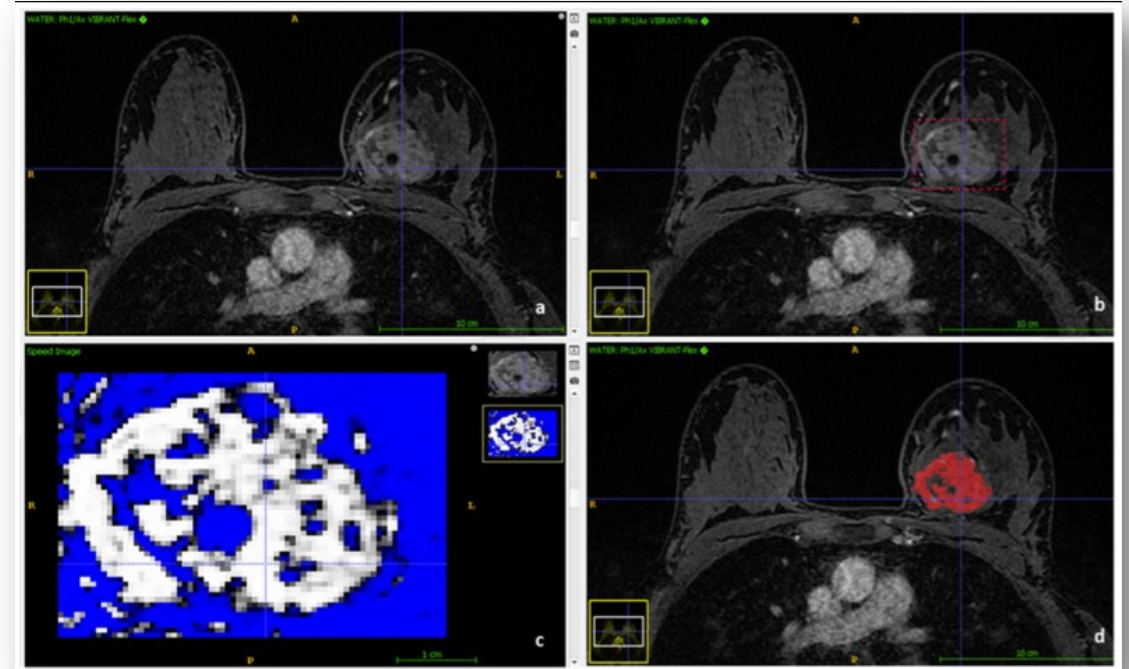 WATER: Ph1/Ax VIBRANT-Flex
A
R
L
P
10 cm
a
WATER: Ph1/Ax VIBRANT-Flex
A
R
P
10 cm
b
Speed Image
A
R
L
P
1 cm
c
WATER: Ph1/Ax VIBRANT-Flex
A
R
P
10 cm
d